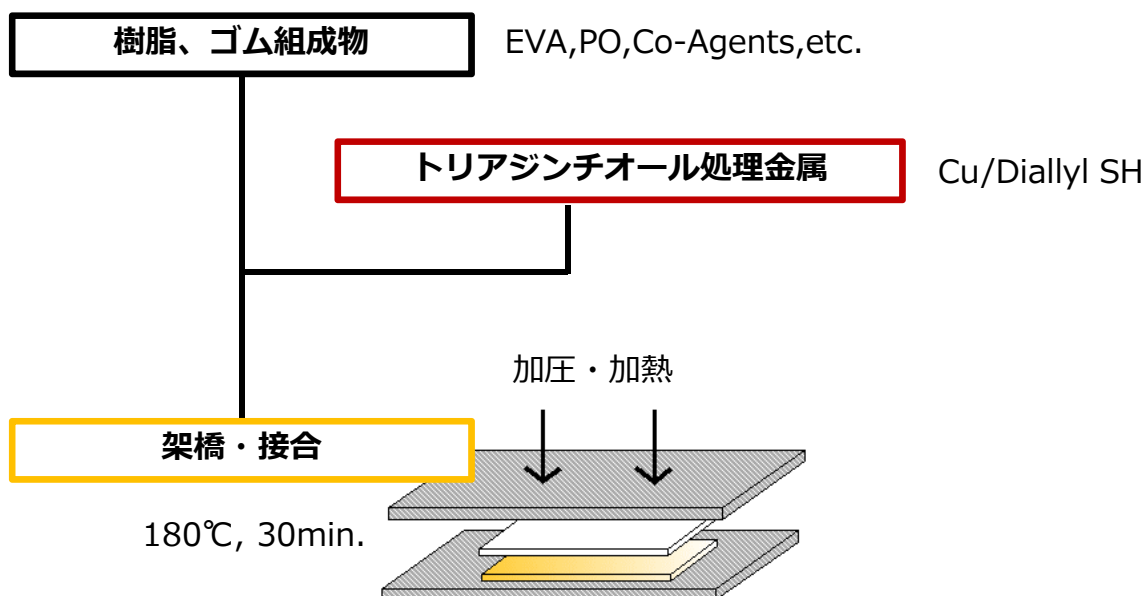 樹脂、ゴム組成物
EVA,PO,Co-Agents,etc.
トリアジンチオール処理金属
Cu/Diallyl SH
加圧・加熱
架橋・接合
180℃, 30min.